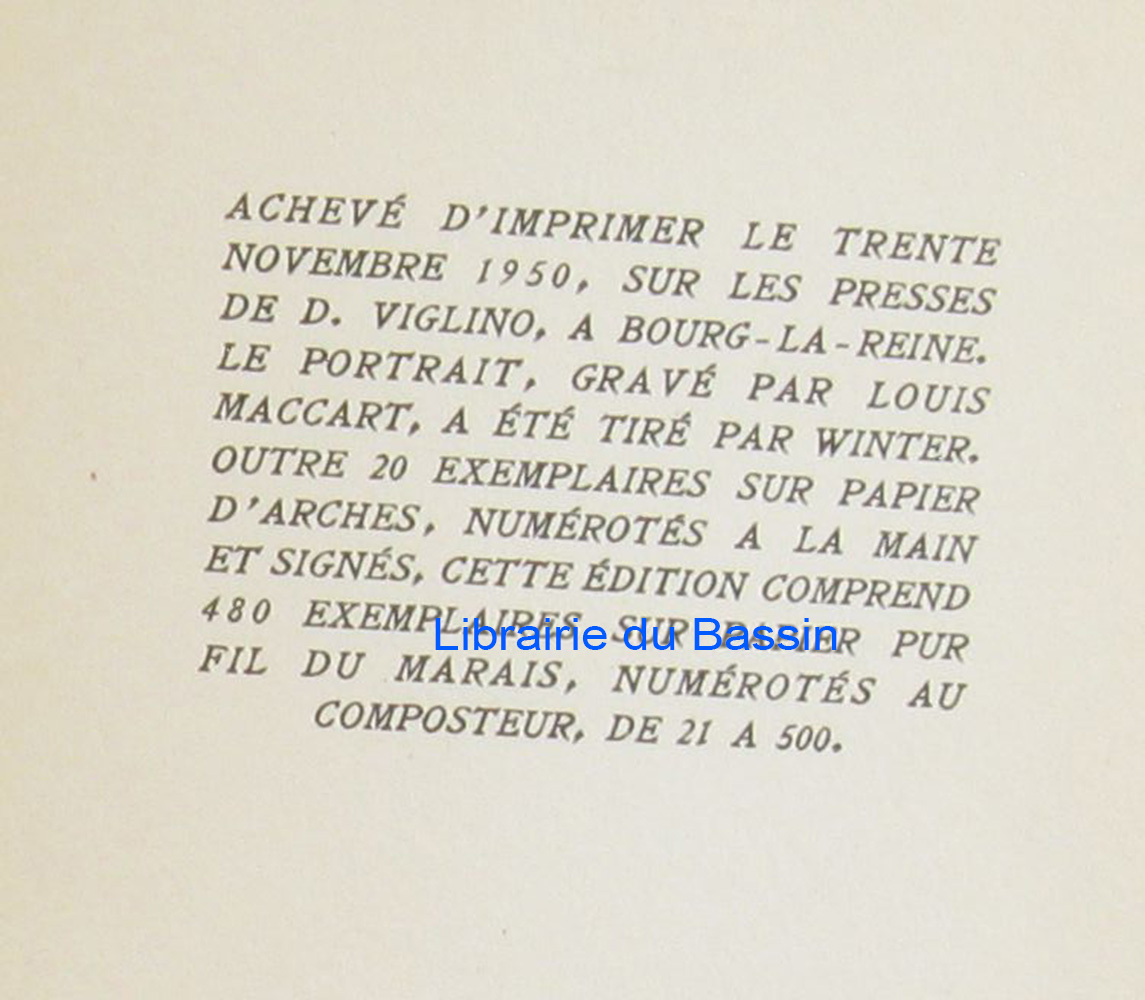 ACHEVÉ D'IMPRIMER LE TRENTE
NOVEMBRE 1950, SUR LES PRESSES
DE D. VIGLINO, A BOURG-LA-REINE.
LE PORTRAIT, GRAVÉ PAR LOUIS
MACCART, A ÉTÉ TIRÉ PAR WINTER.
OUTRE 20 EXEMPLAIRES SUR PAPIER
D'ARCHES, NUMÉROTÉS A LA MAIN
ET SIGNÉS, CETTE ÉDITION COMPREND
480 EXEMPLAIRES SUR PAPIER PUR
Librairie du Bassin
FIL DU MARAIS, NUMÉROTÉS AU
COMPOSTEUR, DE 21 A 500.